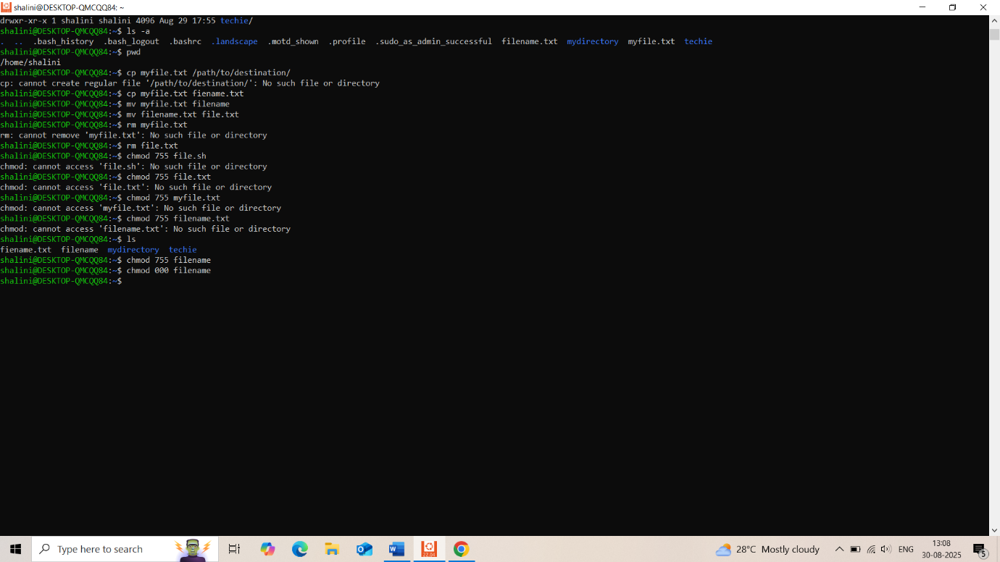 shalini@DESKTOP-QMCQQ84: ~
drwxr-xr-x 1 shalini shalini 4096 Aug 29 17:55 techie/
shalini@DESKTOP-QMCQQ84:~$ ls -a
. .. .bash_history .bash_logout .bashrc .landscape .motd_shown .profile .sudo_as_admin_successful filename.txt mydirectory myfile.txt techie
shalini@DESKTOP-QMCQQ84:~$ pwd
/home/shalini
shalini@DESKTOP-QMCQQ84:~$ cp myfile.txt /path/to/destination/
cp: cannot create regular file '/path/to/destination/': No such file or directory
shalini@DESKTOP-QMCQQ84:~$ cp myfile.txt fiename.txt
shalini@DESKTOP-QMCQQ84:~$ mv myfile.txt filename
shalini@DESKTOP-QMCQQ84:~$ mv filename.txt file.txt
shalini@DESKTOP-QMCQQ84:~$ rm myfile.txt
rm: cannot remove 'myfile.txt': No such file or directory
shalini@DESKTOP-QMCQQ84:~$ rm file.txt
shalini@DESKTOP-QMCQQ84:~$ chmod 755 file.sh
chmod: cannot access 'file.sh': No such file or directory
shalini@DESKTOP-QMCQQ84:~$ chmod 755 file.txt
chmod: cannot access 'file.txt': No such file or directory
shalini@DESKTOP-QMCQQ84:~$ chmod 755 myfile.txt
chmod: cannot access 'myfile.txt': No such file or directory
shalini@DESKTOP-QMCQQ84:~$ chmod 755 filename.txt
chmod: cannot access 'filename.txt': No such file or directory
shalini@DESKTOP-QMCQQ84:~$ ls
fiename.txt filename mydirectory techie
shalini@DESKTOP-QMCQQ84:~$ chmod 755 filename
shalini@DESKTOP-QMCQQ84:~$ chmod 000 filename
shalini@DESKTOP-QMCQQ84:~$
Type here to search
22.04
28°C Mostly cloudy
ENG
13:08
30-08-2025
5